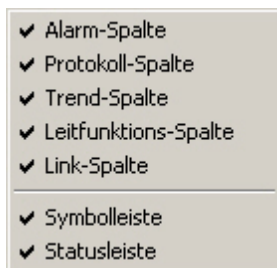 Alarm-Spalte
Protokoll-Spalte
Trend-Spalte
Leitfunktions-Spalte
Link-Spalte
Symbolleiste
Statusleiste